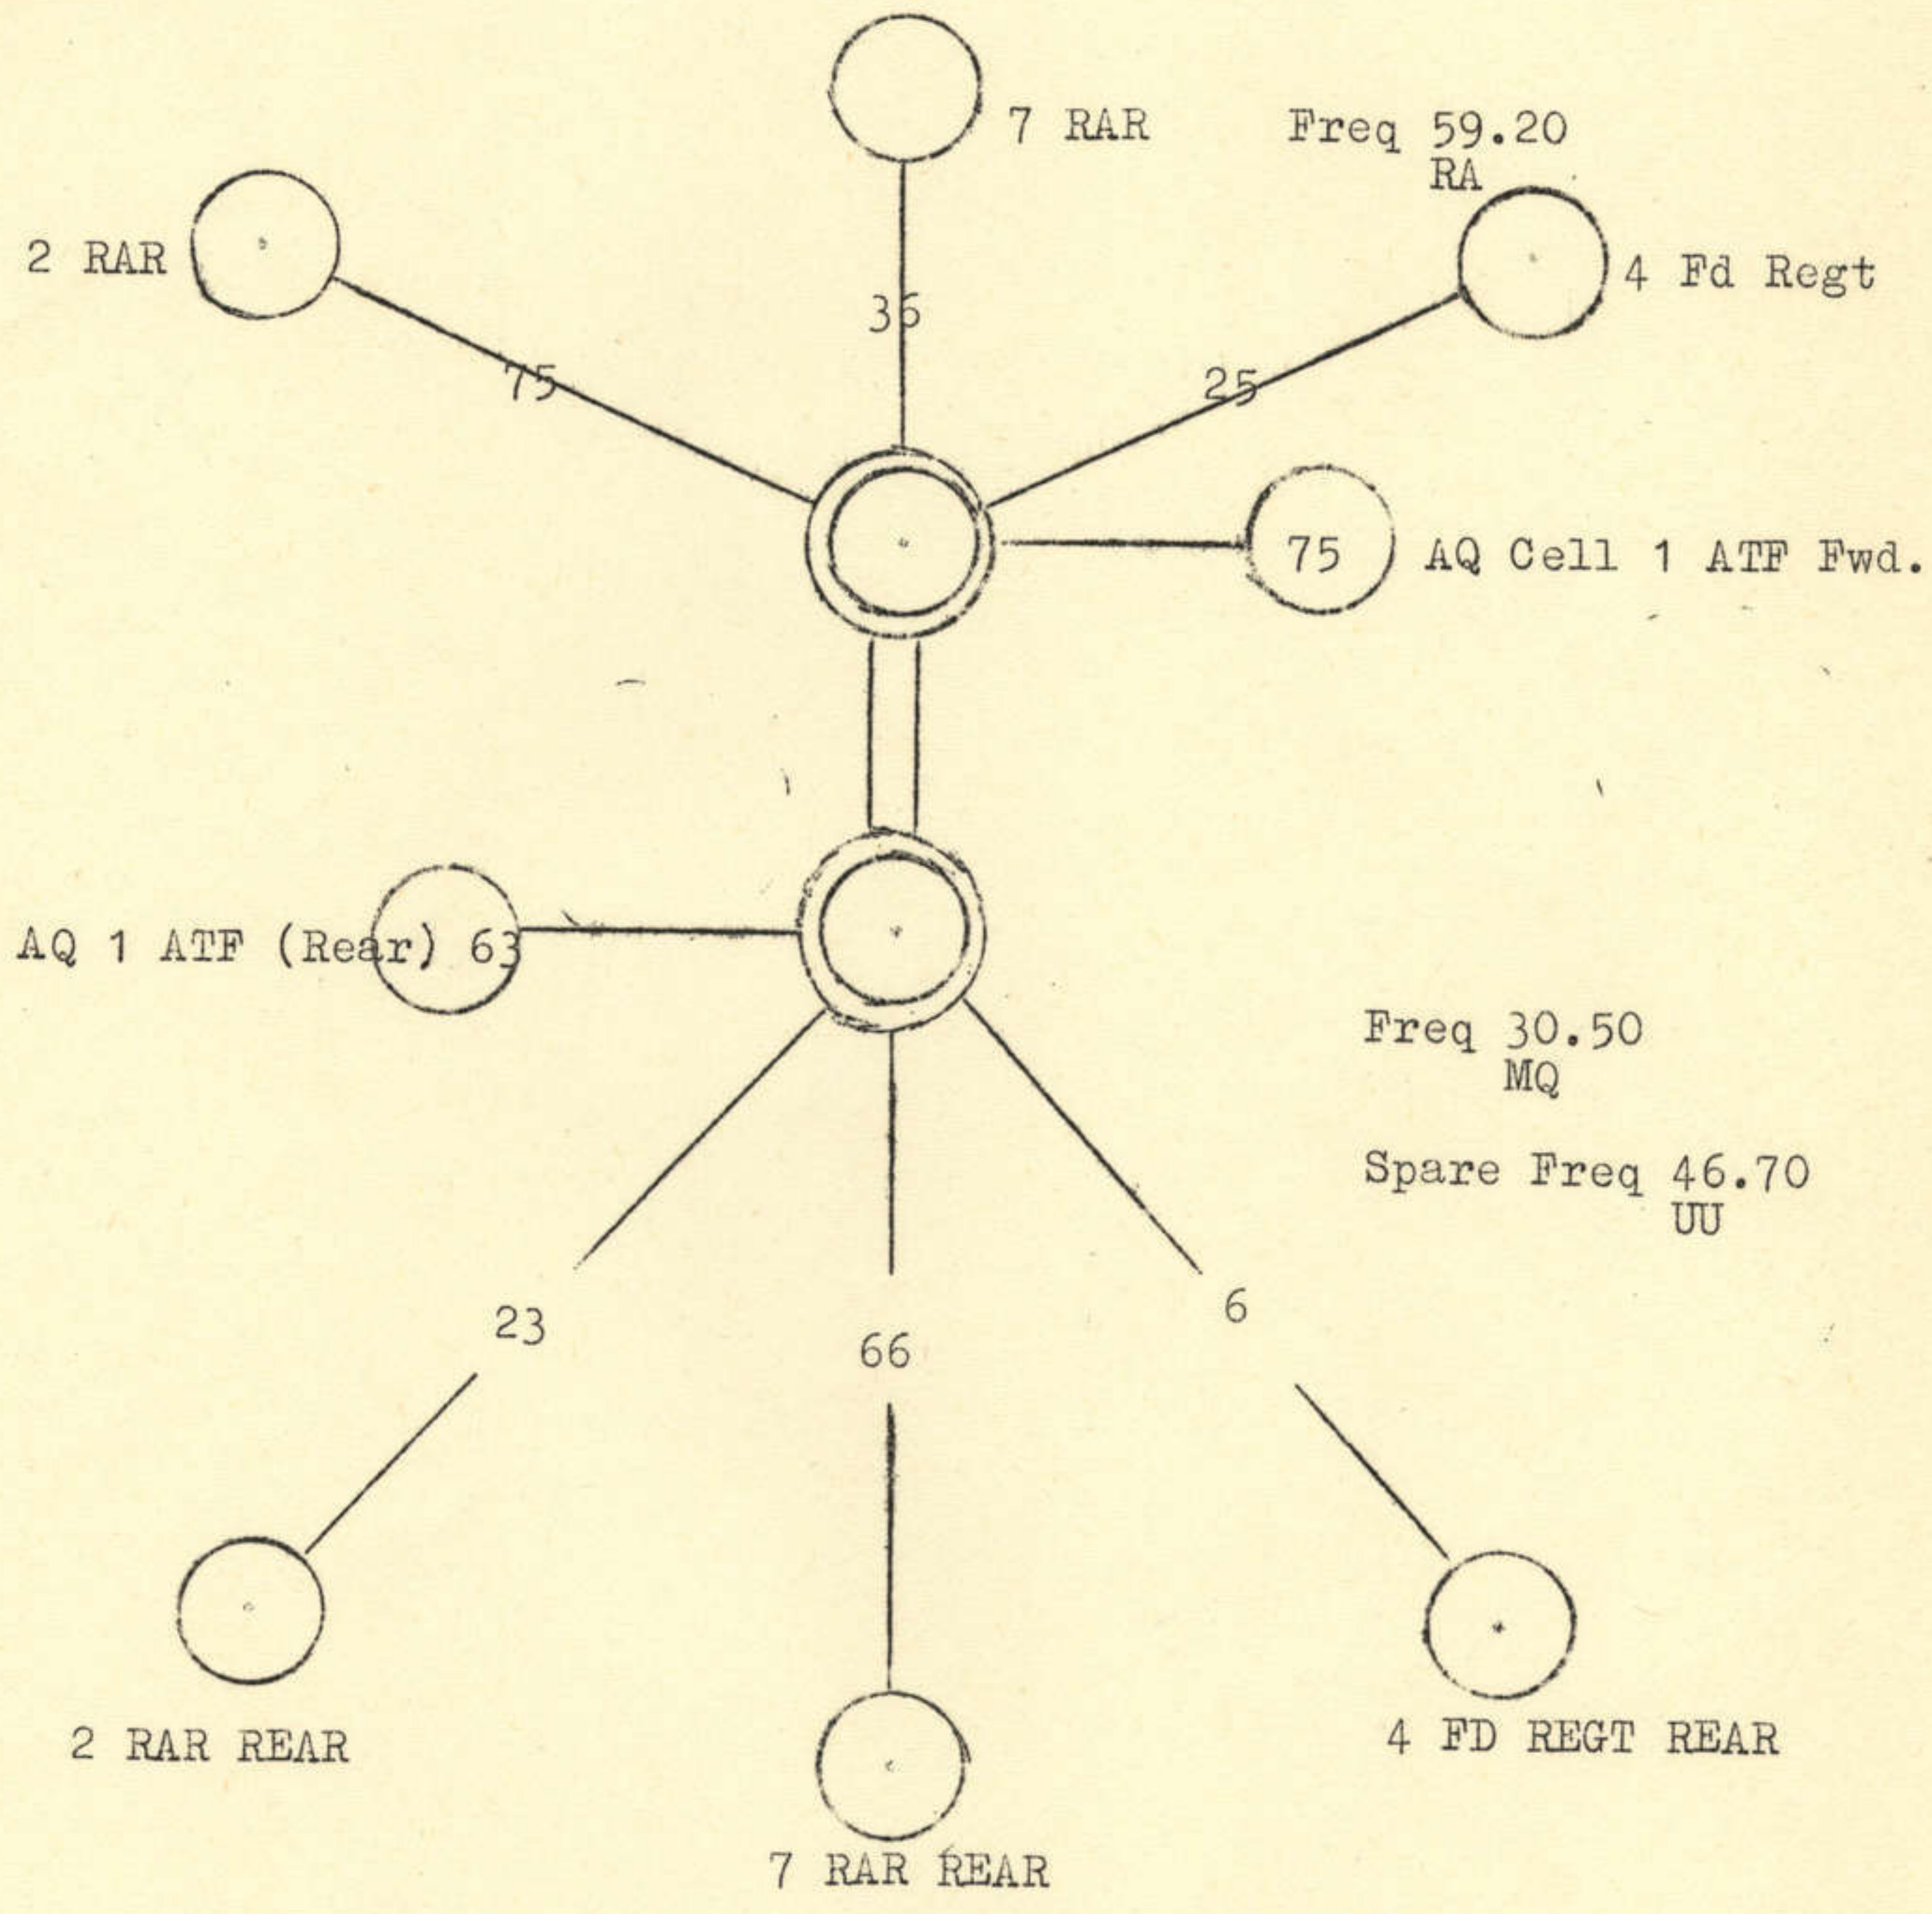 7 RAR
Freq 59.20
RA
2 RAR
4 Fd Regt
36
75
25
75
AQ Cell 1 ATF Fwd.
AQ 1 ATF (Rear) 63
Freq 30.50
MQ
Spare Freq 46.70
UU
23
66
6
2 RAR REAR
4 FD REGT REAR
7 RAR REAR